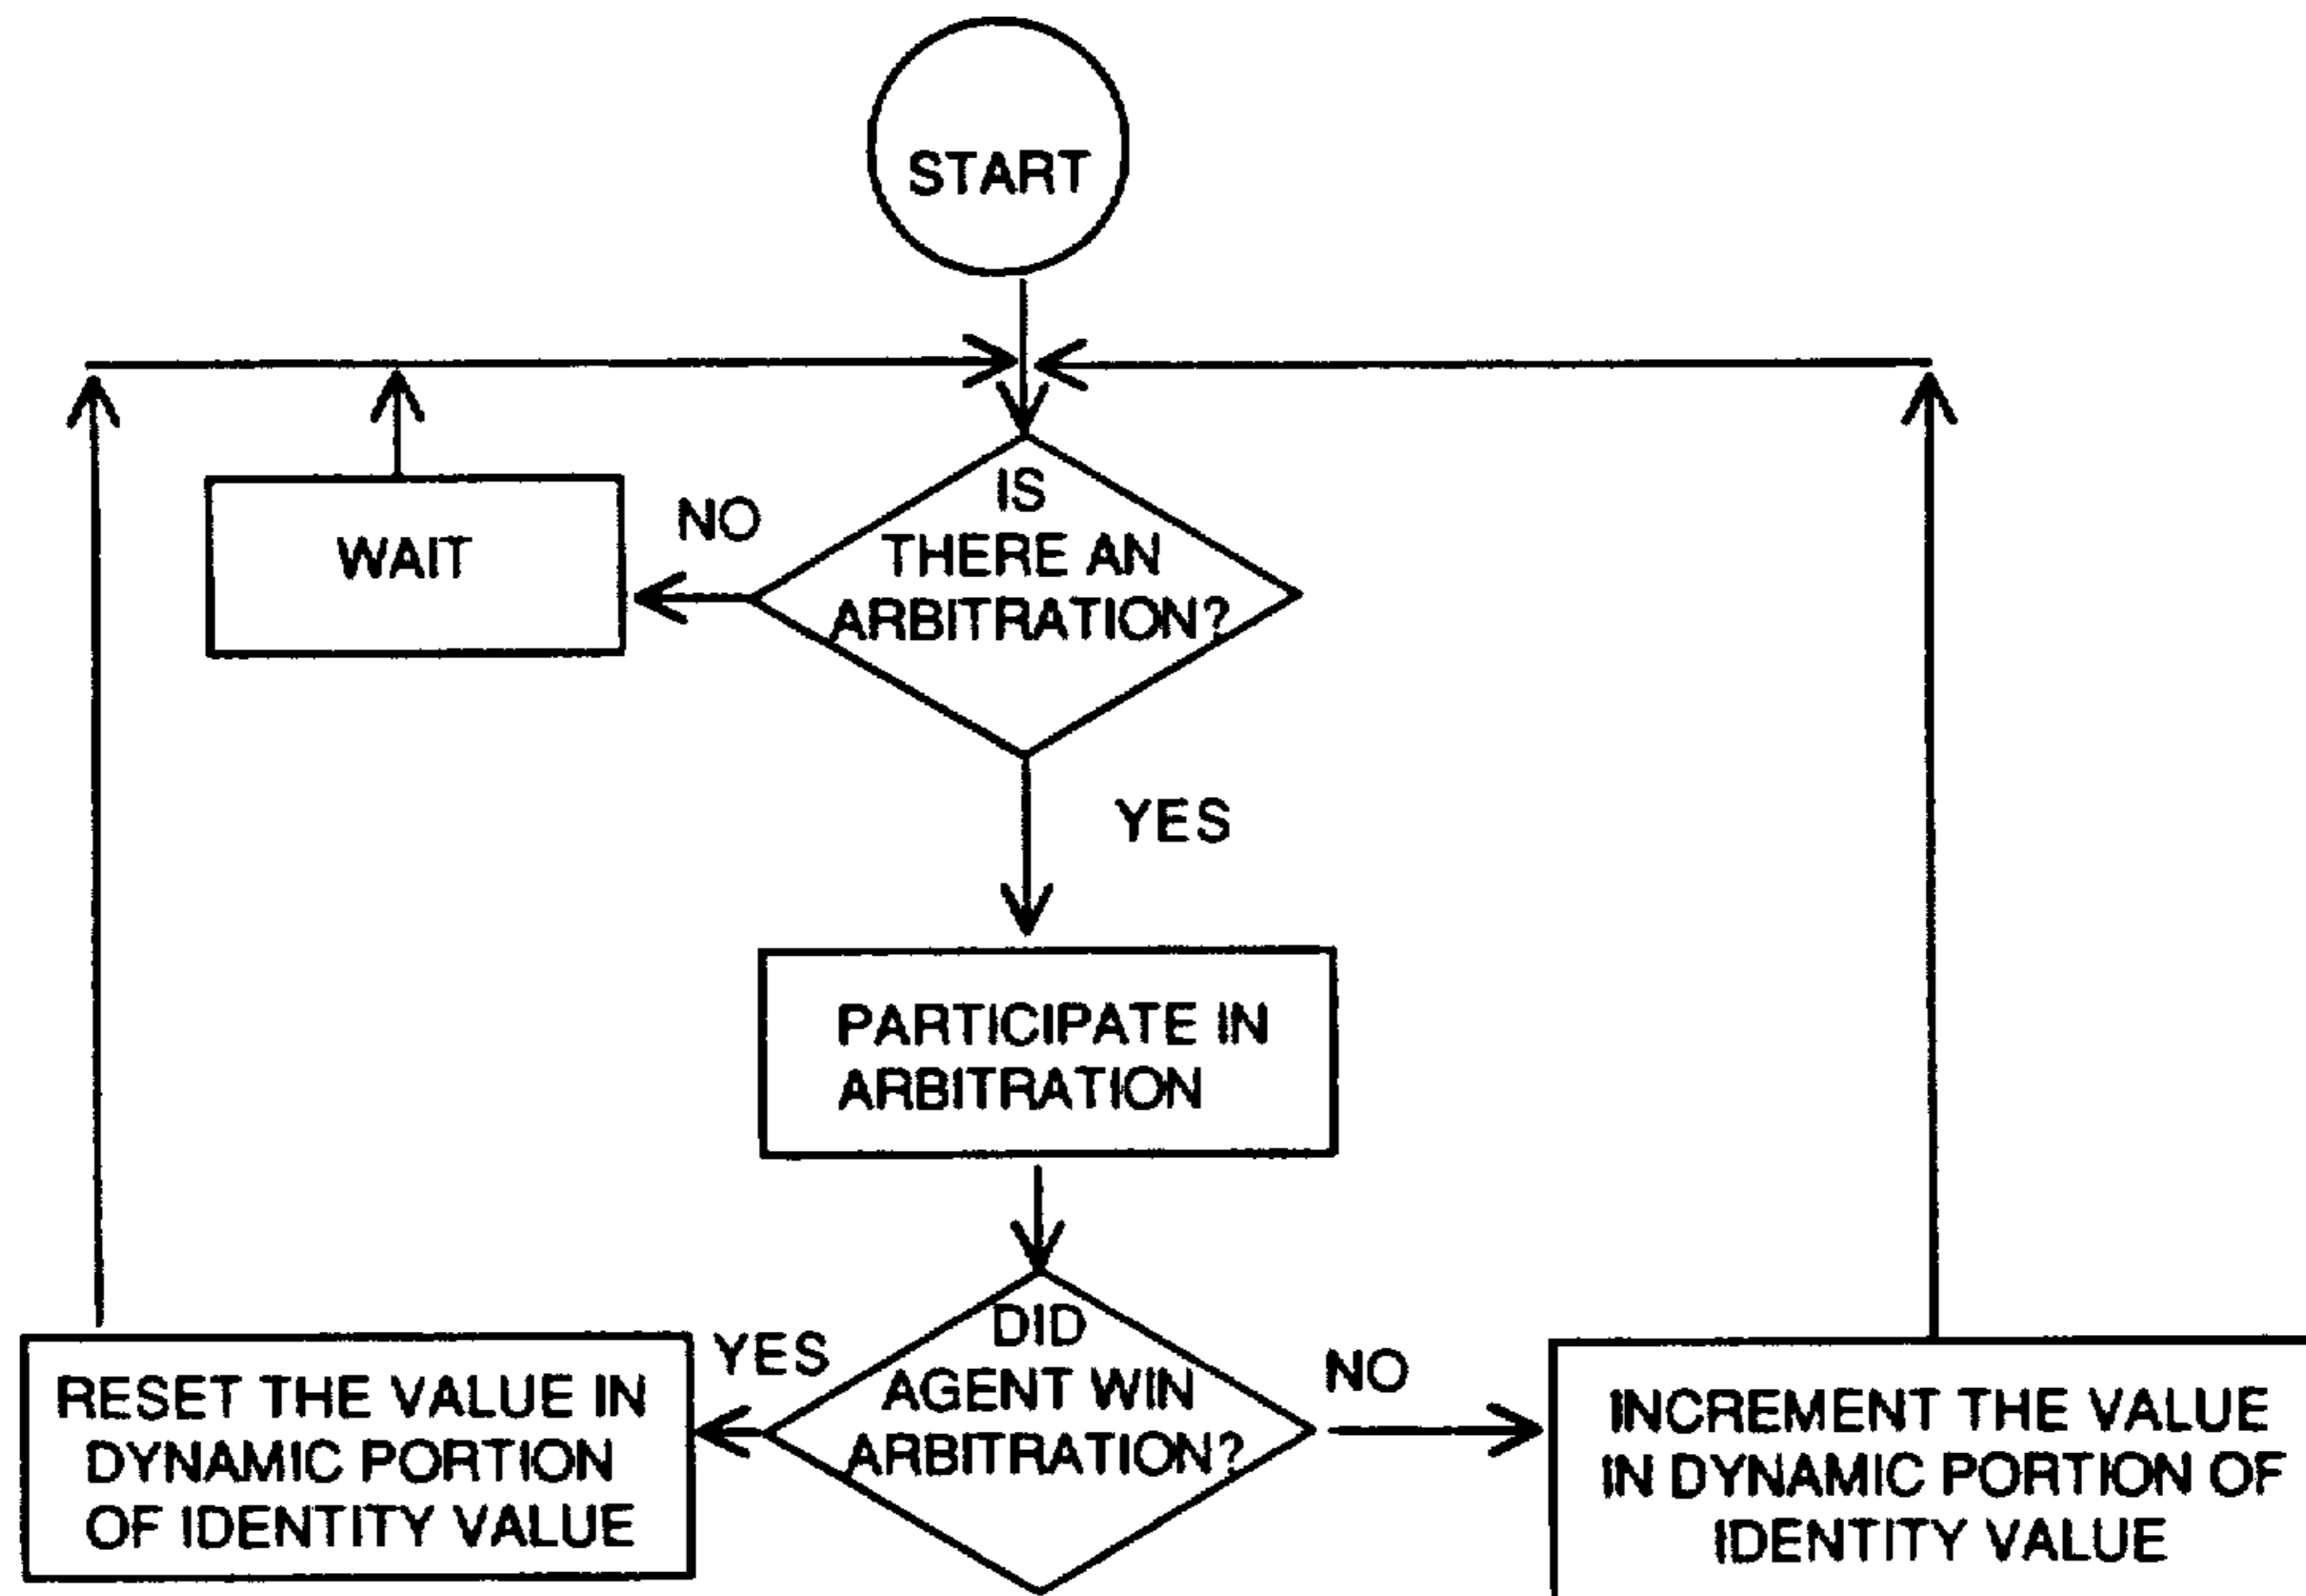 START
NO
WAIT
IS
THERE AN
ARBITRATION?
YES
PARTICIPATE IN
ARBITRATION
YES
DID
AGENT WIN
ARBITRATION?
NO
RESET THE VALUE IN
DYNAMIC PORTION
OF IDENTITY VALUE
INCREMENT THE VALUE
IN DYNAMIC PORTION OF
IDENTITY VALUE